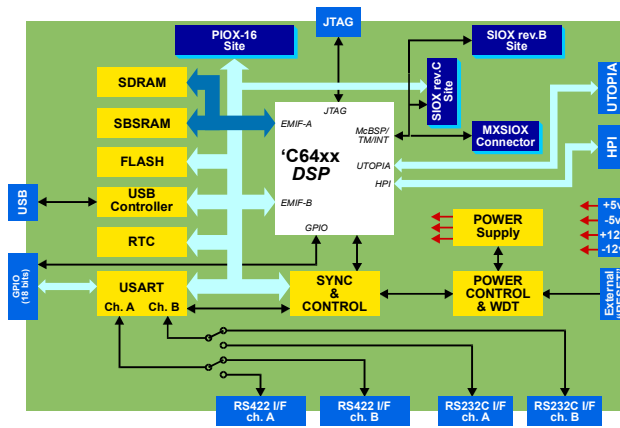 PIOX-16
Site
JTAG
SIOX rev.B
Site
SDRAM
SBSRAM
FLASH
USB
Controller
RTC
USART
Ch. A
Ch. B
USB
GPIO
(18 bits)
JTAG
EMIF-A
McBSP/
TM/INT
'C64xx
DSP
UTOPIA
HPI
EMIF-B
GPIO
SIOX rev.C
Site
MXSIOX
Connector
UTOPIA
HPI
+5v
-5v
+12v
-12v
POWER
Supply
SYNC
&
CONTROL
POWER
CONTROL
& WDT
External
RS422 I/F
ch. A
RS422 I/F
ch. B
RS232C I/F
ch. A
RS232C I/F
ch. B